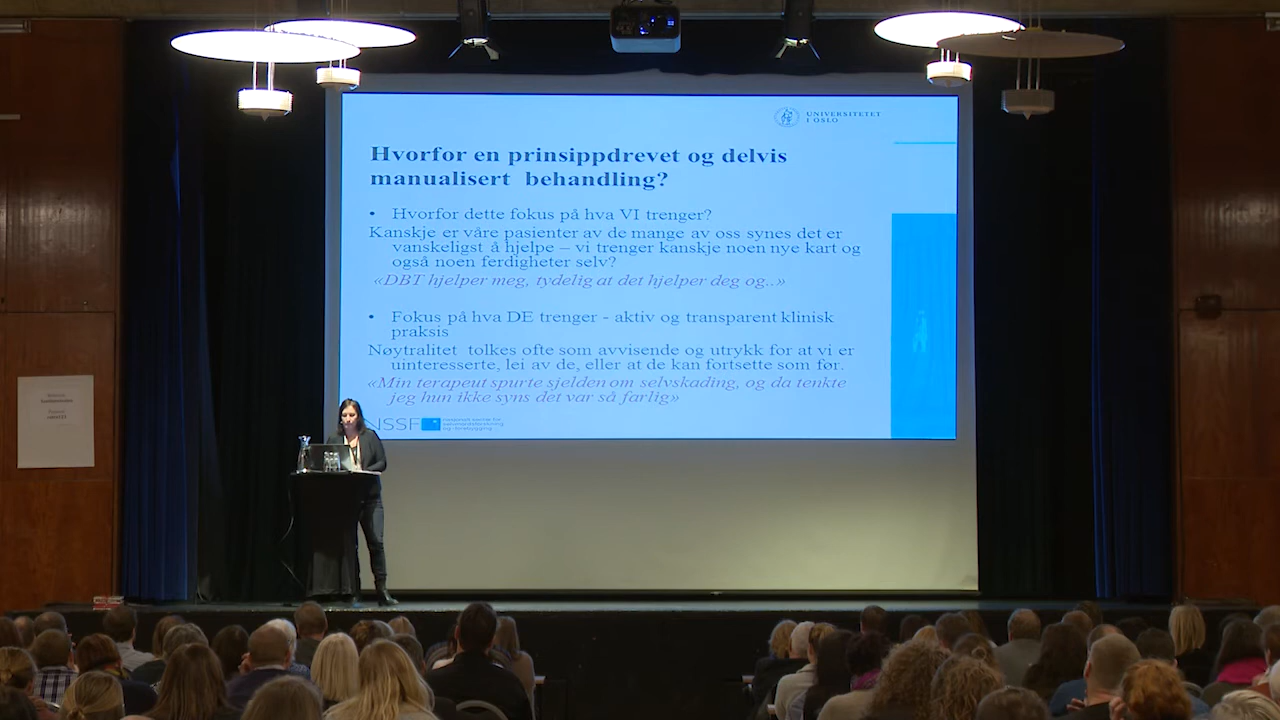 UNIVERSITETET
I OSLO
Hvorfor en prinsippdrevet og delvis
manualisert behandling?
• Hvorfor dette fokus på hva VI trenger?
Kanskje er våre pasienter av de mange av oss synes det er
vanskeligst å hjelpe – vi trenger kanskje noen nye kart og
også noen ferdigheter selv?
«DBT hjelper meg, tydelig at det hjelper deg og..»
• Fokus på hva DE trenger - aktiv og transparent klinisk
praksis
Nøytralitet tolkes ofte som avvisende og utrykk for at vi er
uinteresserte, lei av de, eller at de kan fortsette som før.
«Min terapeut spurte sjelden om selvskading, og da tenkte
jeg hun ikke syns det var så farlig»
NSSF